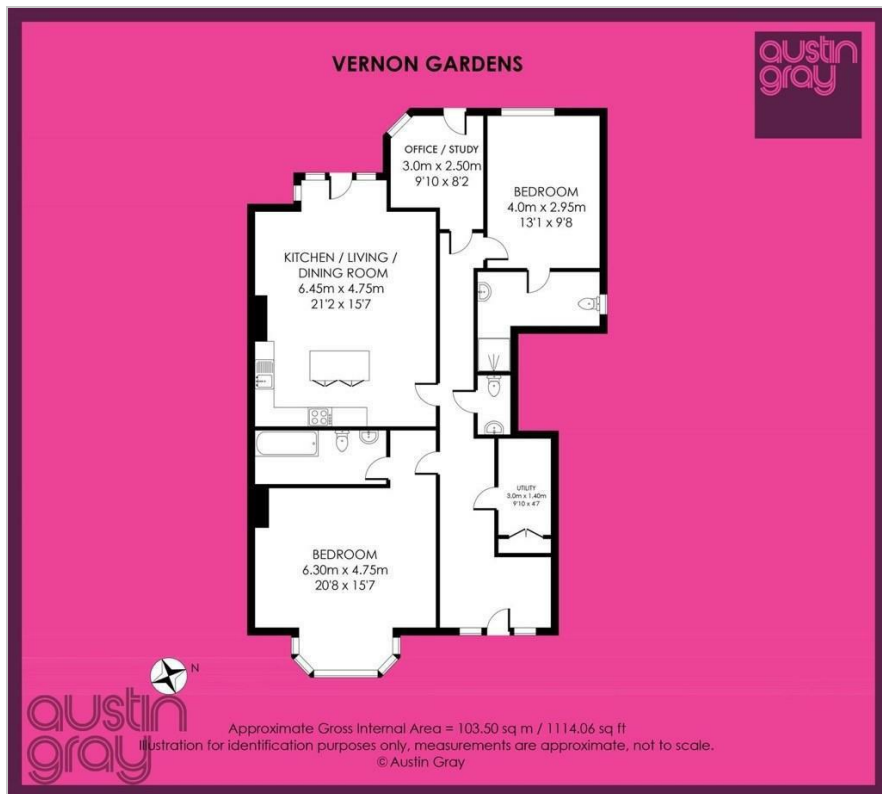 VERNON GARDENS
austin
gray
OFFICE / STUDY
3.0m x 2.50m
9'10 x 8'2
BEDROOM
4.0m x 2.95m
13'1 x 9'8
KITCHEN / LIVING /
DINING ROOM
6.45m x 4.75m
21'2 x 15'7
UTILITY
3.0m x 1.40m
9'10 x 4'7
BEDROOM
6.30m x 4.75m
20'8 x 15'7
N
austin
gray
Approximate Gross Internal Area = 103.50 sq m / 1114.06 sq ft
Illustration for identification purposes only, measurements are approximate, not to scale.
© Austin Gray